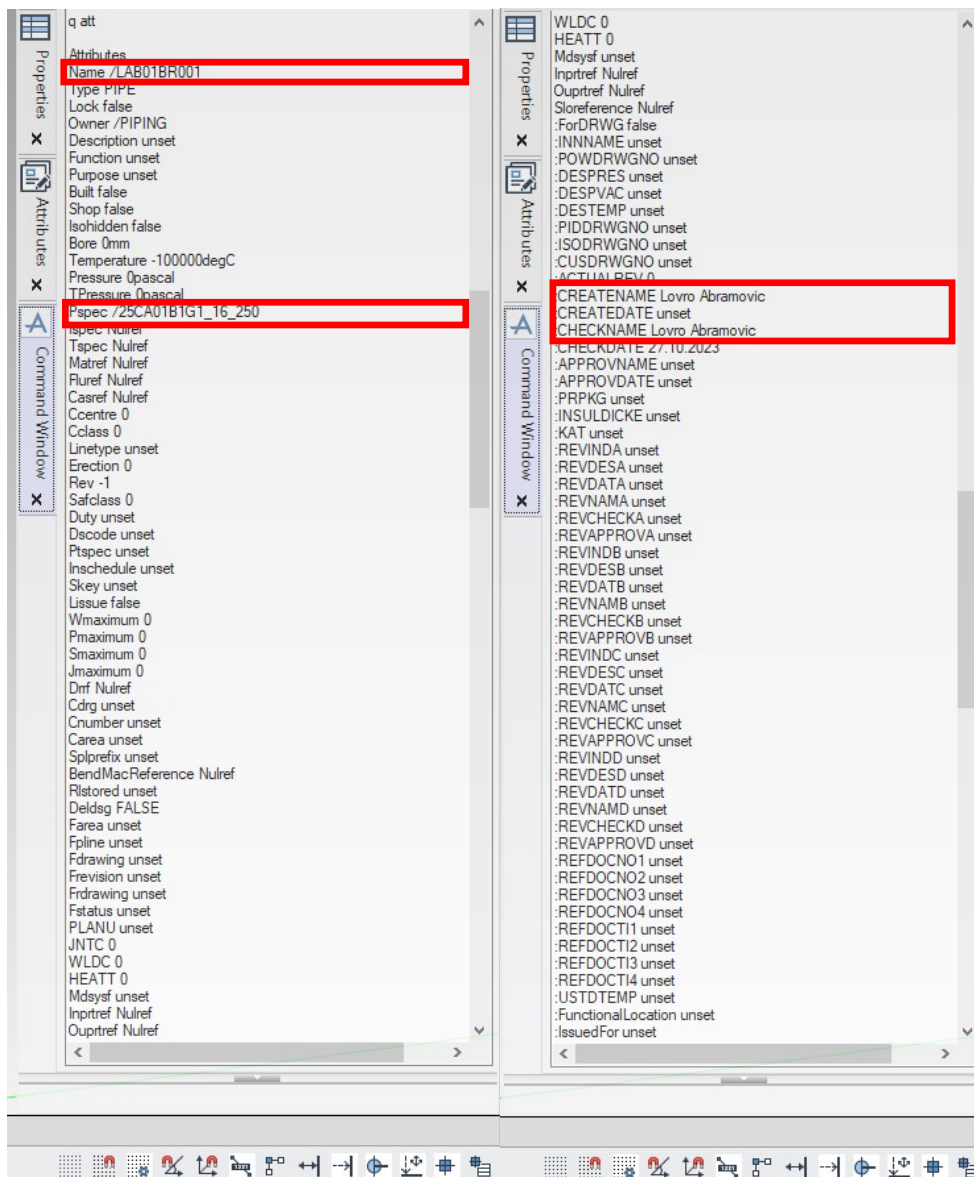 q att
Attributes
Name /LAB01BR001
Type PIPE
Lock false
Owner /PIPING
Description unset
Function unset
Purpose unset
Built false
Shop false
Isohidden false
Bore 0mm
Temperature -100000degC
Pressure 0pascal
TPressure 0pascal
Pspec /25CA01B1G1_16_250
Ispec Nulref
Tspec Nulref
Matref Nulref
Fluref Nulref
Casref Nulref
Ccentre 0
Cclass 0
Linetype unset
Erection 0
Rev -1
Safclass 0
Duty unset
Dscode unset
Ptspec unset
Inschedule unset
Skey unset
Lissue false
Wmaximum 0
Pmaximum 0
Smaximum 0
Jmaximum 0
Drrf Nulref
Cdrg unset
Cnumber unset
Carea unset
Splprefix unset
BendMacReference Nulref
Rlstored unset
Deldsg FALSE
Farea unset
Fpline unset
Fdrawing unset
Frevision unset
Frdrawing unset
Fstatus unset
PLANU unset
JNTC 0
WLDC 0
HEATT 0
Mdsysf unset
Inprtref Nulref
Ouprtref Nulref
Properties
Attributes
Command Window
WLDC 0
HEATT 0
Mdsysf unset
Inprtref Nulref
Ouprtref Nulref
Sloreference Nulref
:ForDRWG false
:INNNAME unset
:POWDRWGNO unset
:DESPRES unset
:DESPVAC unset
:DESTEMP unset
:PIDDRWGNO unset
:ISODRWGNO unset
:CUSDRWGNO unset
:ACTUALREV 0
:CREATENAME Lovro Abramovic
:CREATEDATE unset
:CHECKNAME Lovro Abramovic
:CHECKDATE 27.10.2023
:APPROVNAME unset
:APPROVDATE unset
:PRPKG unset
:INSULDICKE unset
:KAT unset
:REVINDA unset
:REVDESA unset
:REVDATA unset
:REVNAMA unset
:REVCHECKA unset
:REVAPPROVA unset
:REVINDB unset
:REVDESB unset
:REVDATB unset
:REVNAMB unset
:REVCHECKB unset
:REVAPPROVB unset
:REVINDC unset
:REVDESC unset
:REVDATC unset
:REVNAMC unset
:REVCHECKC unset
:REVAPPROVC unset
:REVINDD unset
:REVDESD unset
:REVDATD unset
:REVNAMD unset
:REVCHECKD unset
:REVAPPROVD unset
:REFDOCNO1 unset
:REFDOCNO2 unset
:REFDOCNO3 unset
:REFDOCNO4 unset
:REFDOCTI1 unset
:REFDOCTI2 unset
:REFDOCTI3 unset
:REFDOCTI4 unset
:USTDTEMP unset
:FunctionalLocation unset
:IssuedFor unset
Properties
Attributes
Command Window